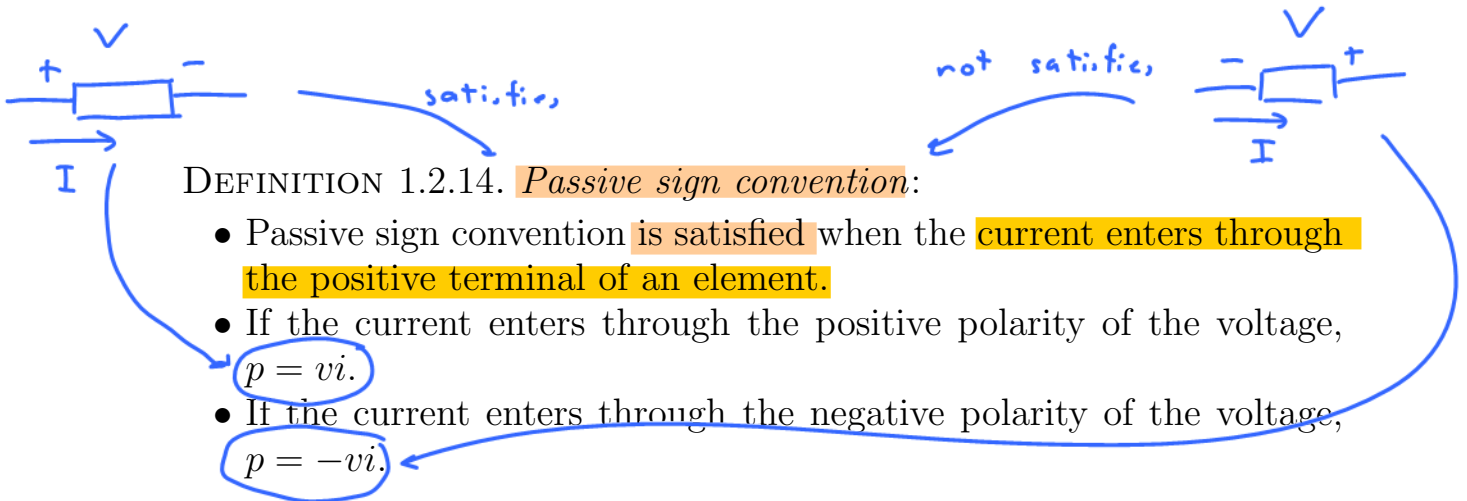 V
V
+ -
satisfies
not satisfies
- +
I
I
DEFINITION 1.2.14. Passive sign convention:
• Passive sign convention is satisfied when the current enters through
the positive terminal of an element.
• If the current enters through the positive polarity of the voltage,
p = vi.
• If the current enters through the negative polarity of the voltage,
p = −vi.